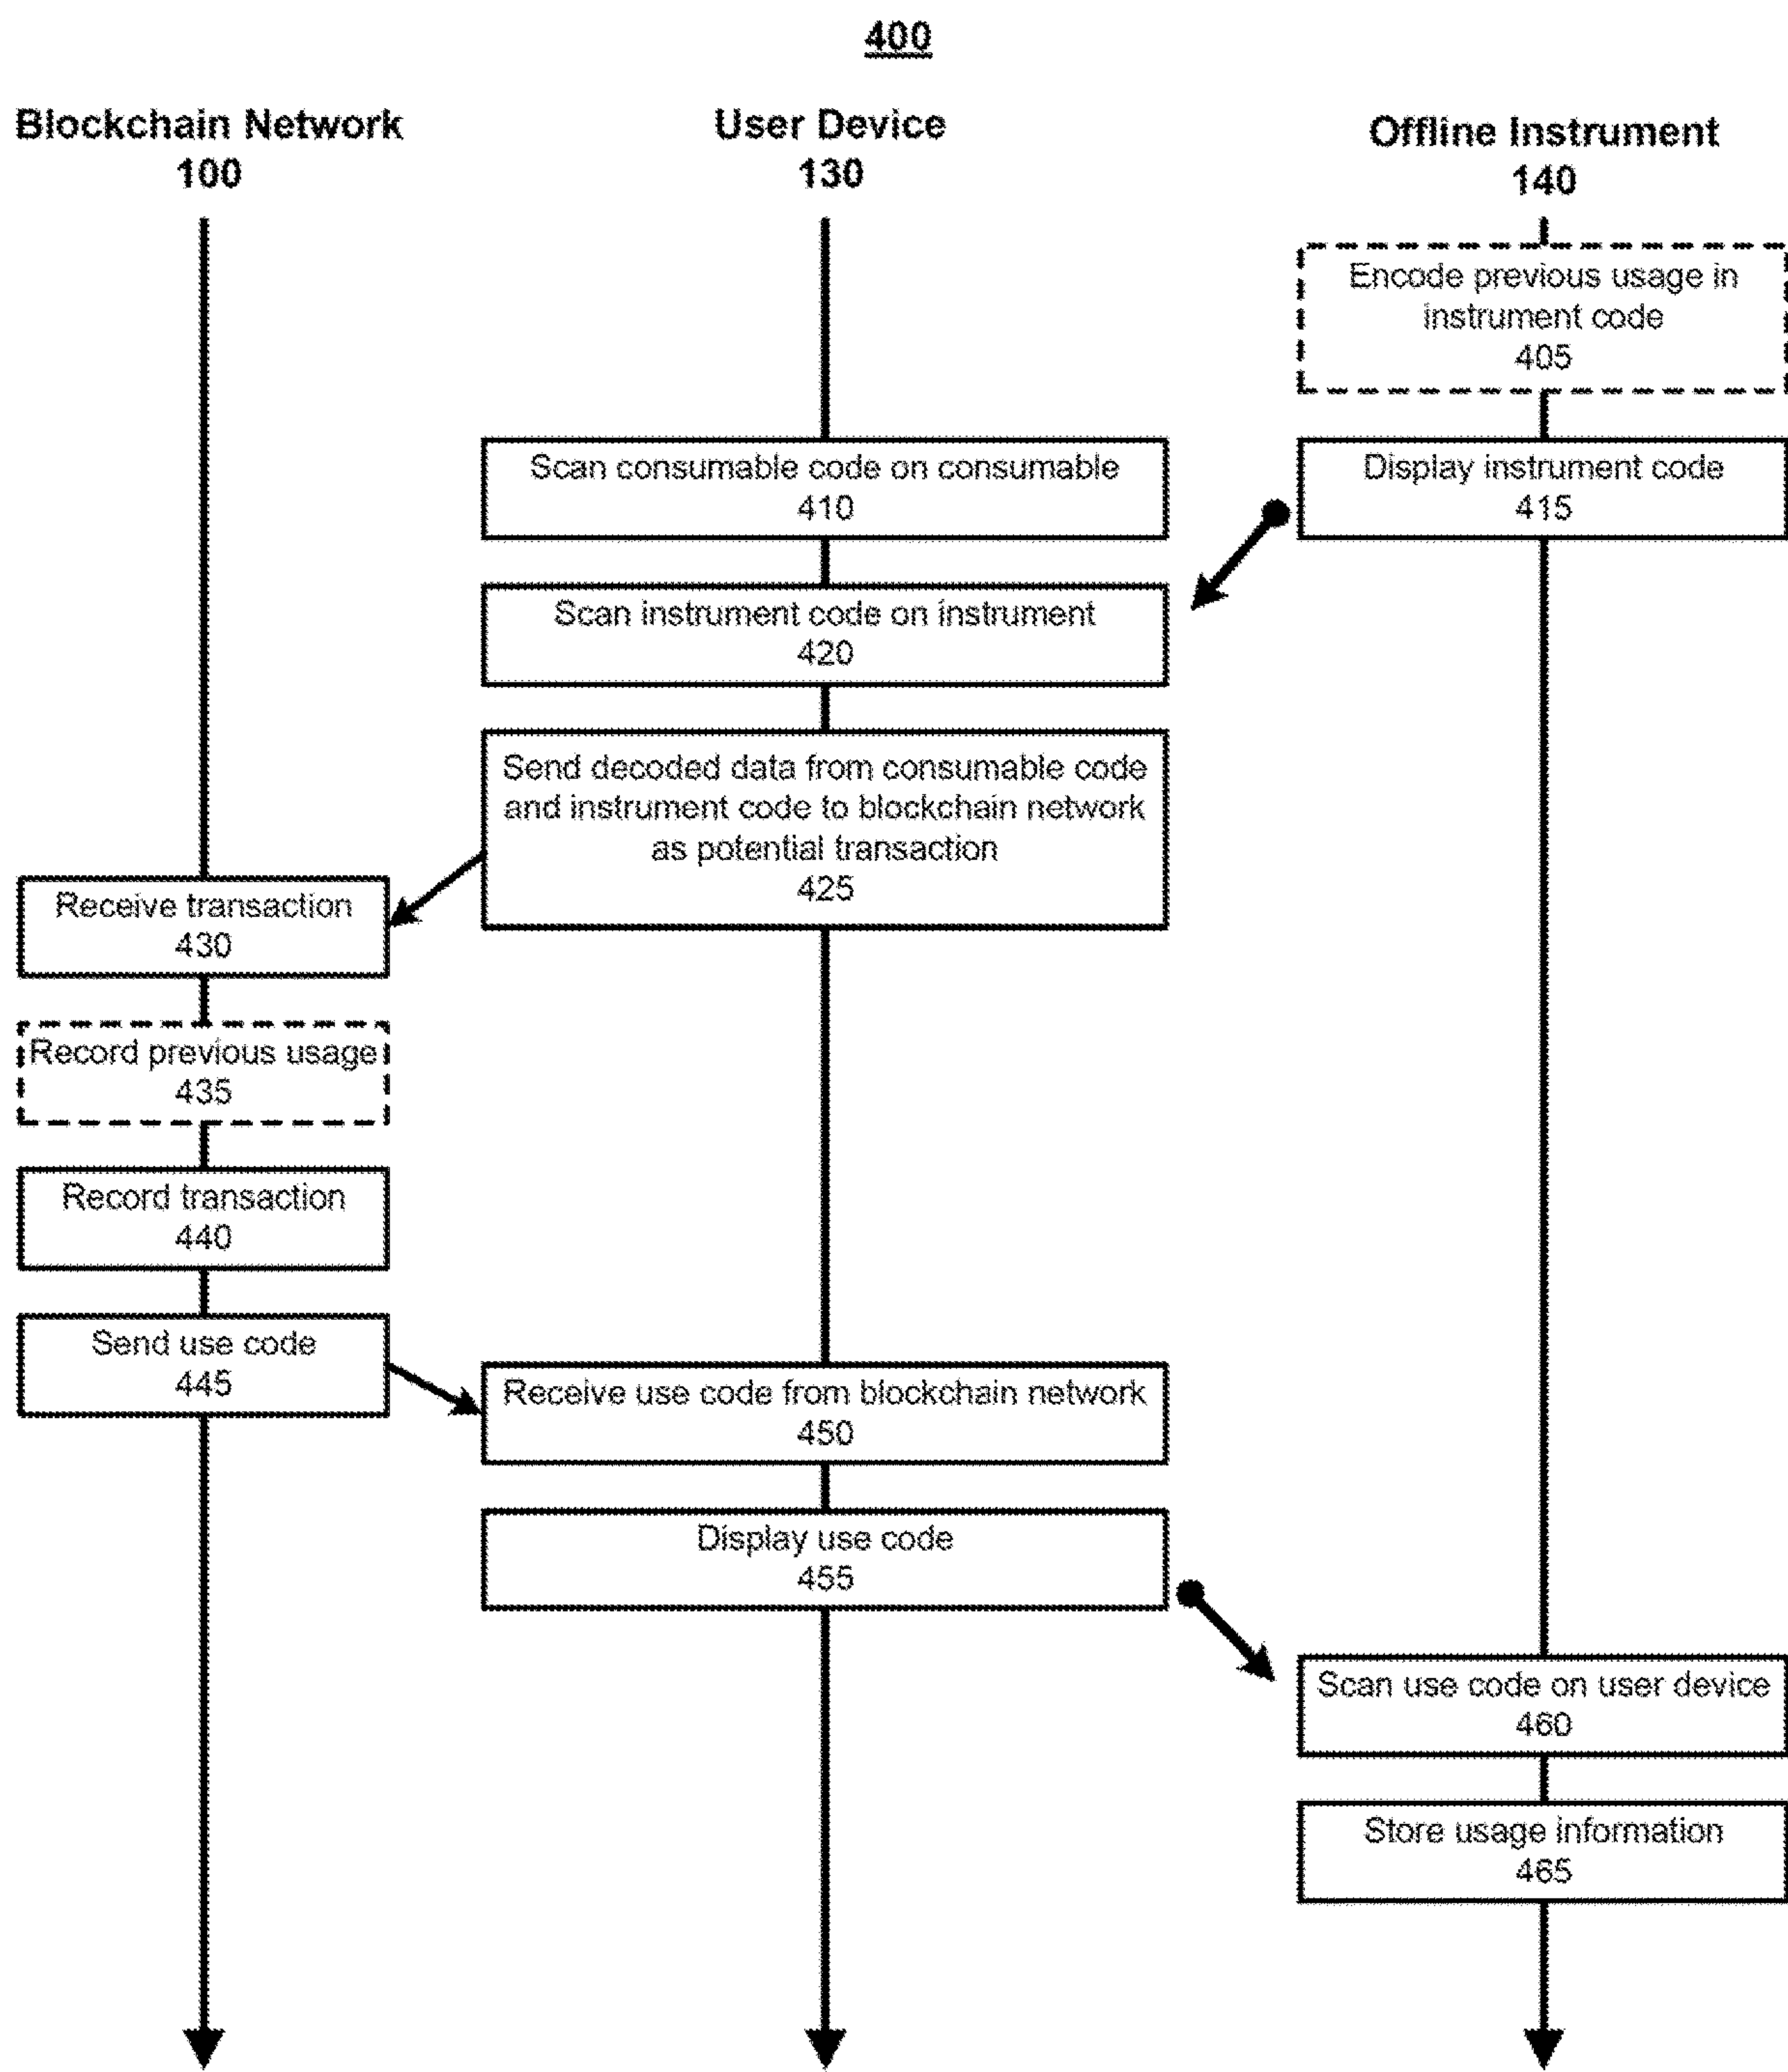 400
Blockchain Network
100
User Device
130
Offline Instrument
140
Encode previous usage in
instrument code
405
Scan consumable code on consumable
410
Display instrument code
415
Scan instrument code on instrument
420
Send decoded data from consumable code
and instrument code to blockchain network
as potential transaction
425
Receive transaction
430
Record previous usage
435
Record transaction
440
Send use code
445
Receive use code from blockchain network
450
Display use code
455
Scan use code on user device
460
Store usage information
465